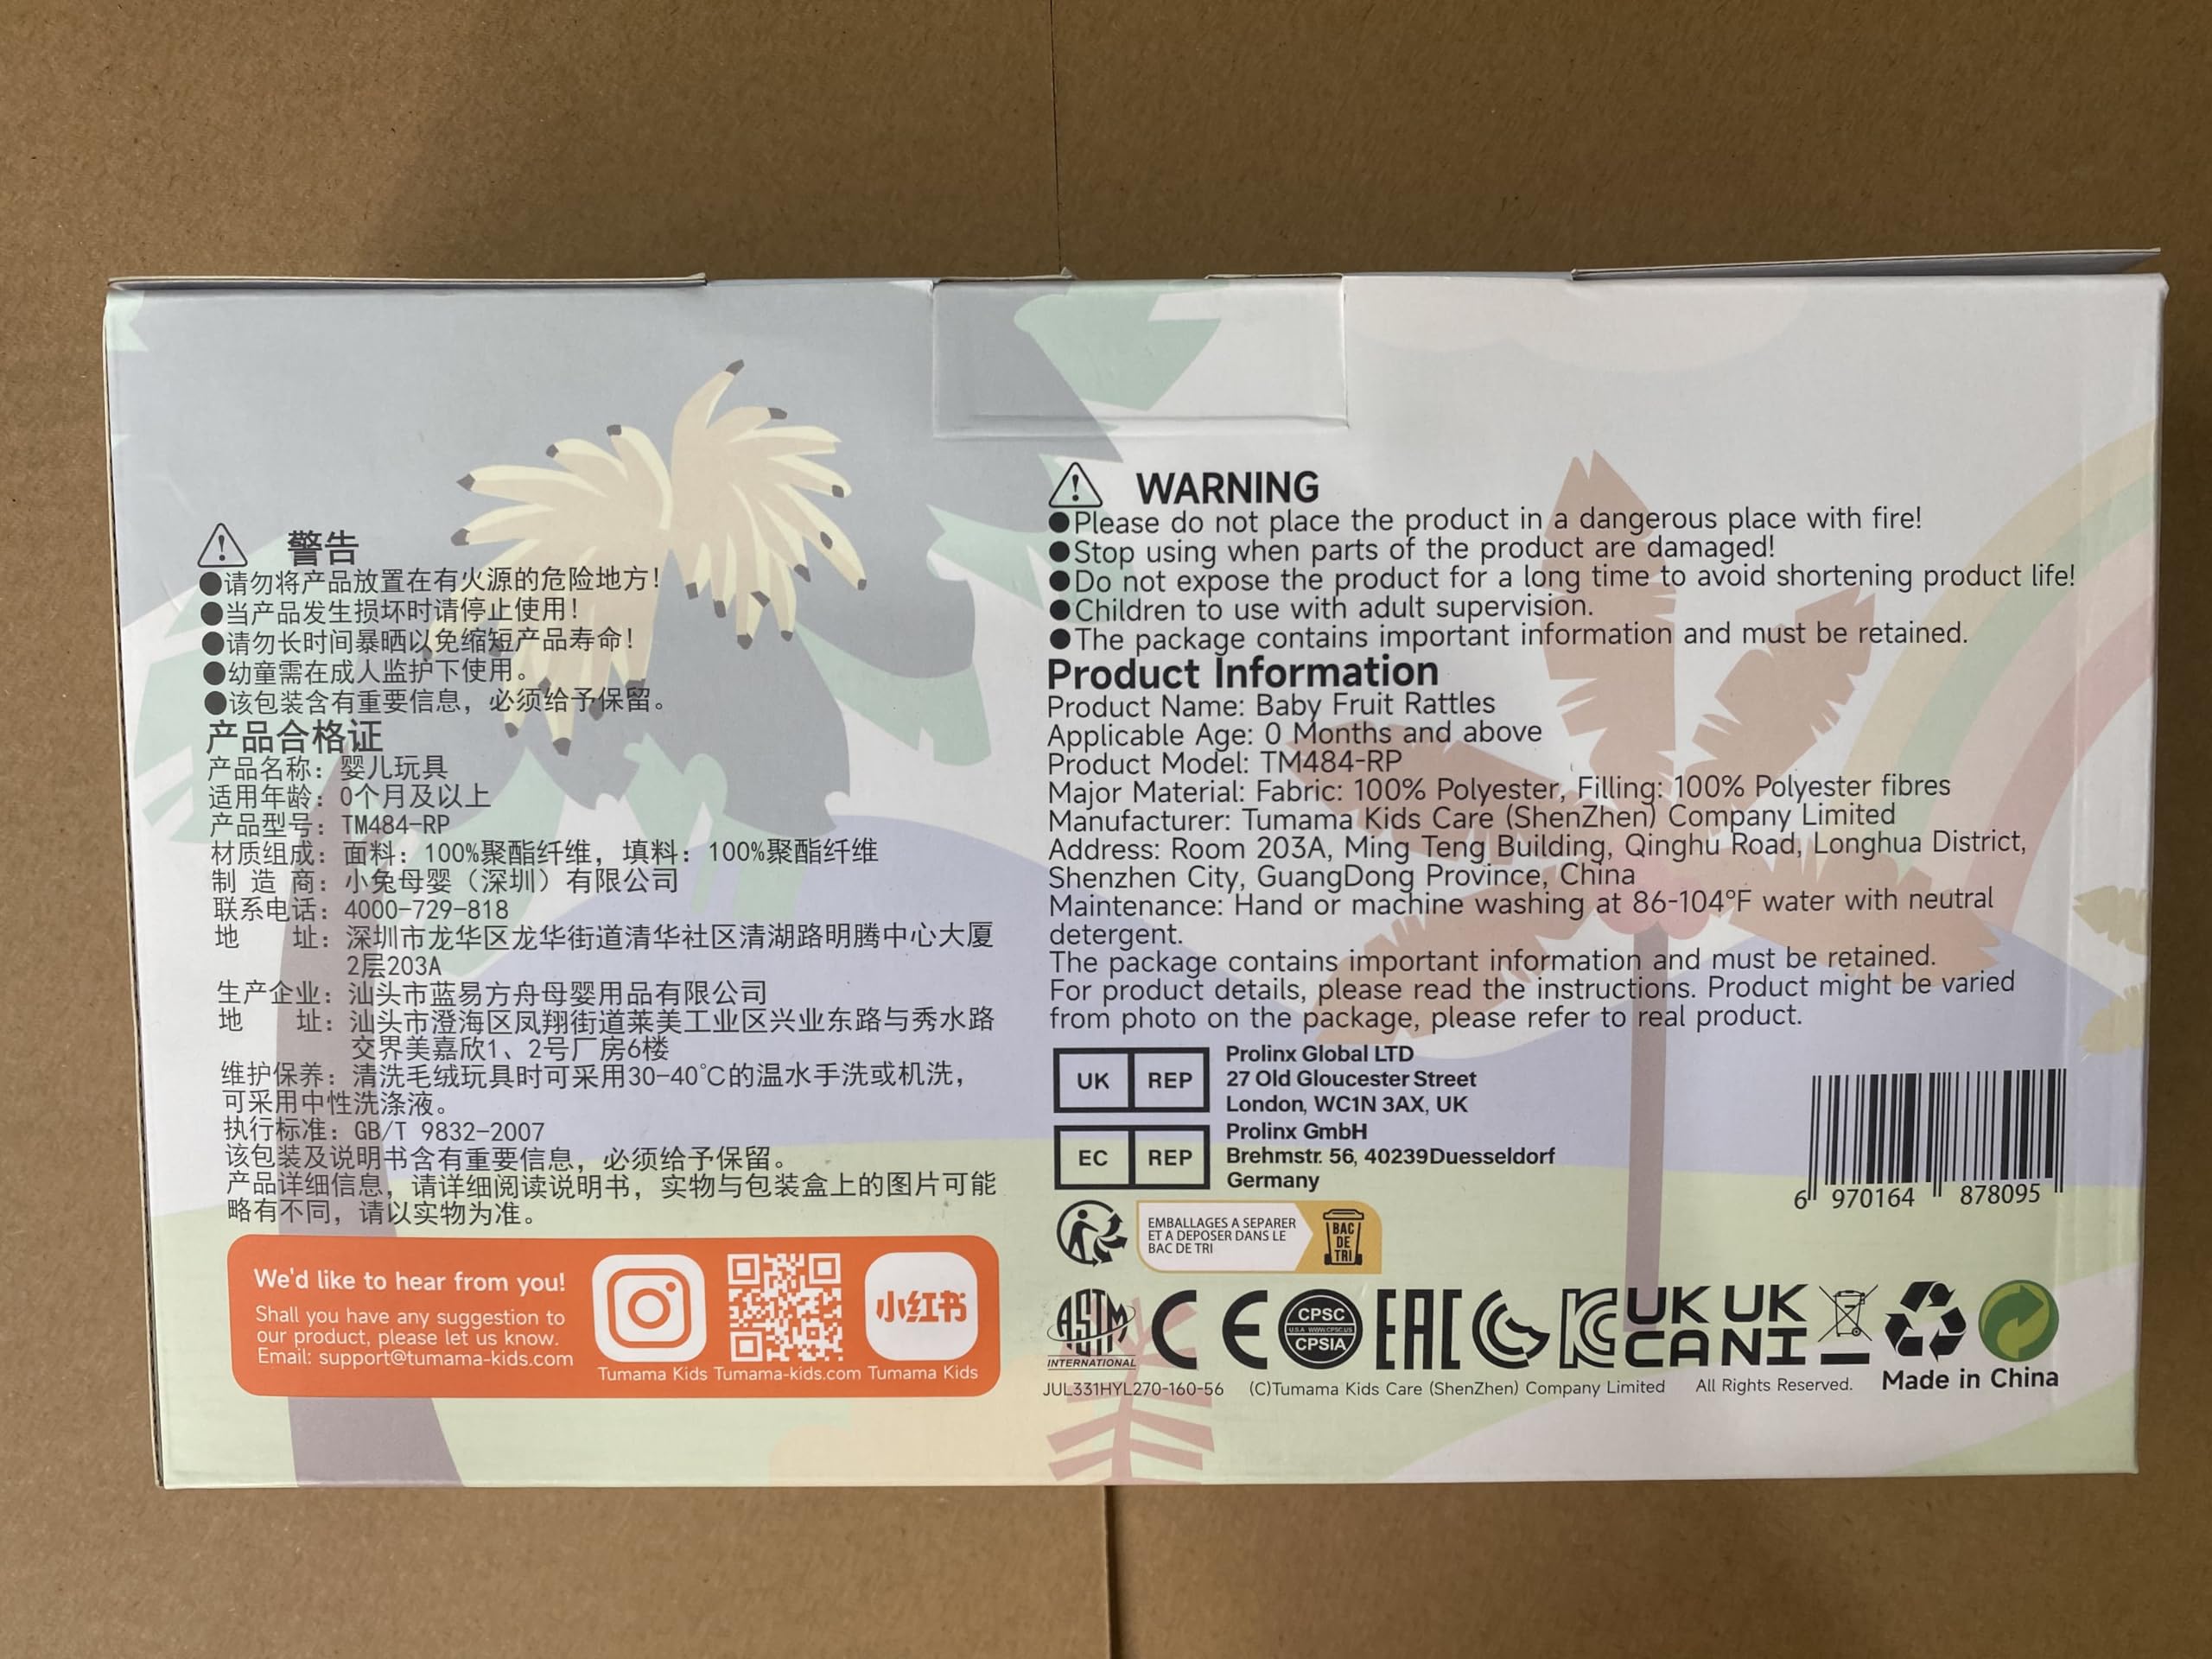 警告
●请勿将产品放置在有火源的危险地方!
●当产品发生损坏时请停止使用!
●请勿长时间暴晒以免缩短产品寿命!
●幼童需在成人监护下使用。
●该包装含有重要信息，必须给予保留。
产品合格证
产品名称：婴儿玩具
适用年龄：0个月及以上
产品型号：TM484-RP
材质组成：面料：100%聚酯纤维，填料：100%聚酯纤维
制 造 商：小兔母婴（深圳）有限公司
联系电话：4000-729-818
地 址：深圳市龙华区龙华街道清华社区清湖路明腾中心大厦
2层203A
生产企业：汕头市蓝易方舟母婴用品有限公司
地 址：汕头市澄海区凤翔街道莱美工业区兴业东路与秀水路
交界美嘉欣1、2号厂房6楼
维护保养：清洗毛绒玩具时可采用30-40℃的温水手洗或机洗，
可采用中性洗涤液。
执行标准：GB/T 9832-2007
该包装及说明书含有重要信息，必须给予保留。
产品详细信息，请详细阅读说明书，实物与包装盒上的图片可能
略有不同，请以实物为准。
We'd like to hear from you!
Shall you have any suggestion to
our product, please let us know.
Email: support@tumama-kids.com
小红书
Tumama Kids Tumama-kids.com Tumama Kids
WARNING
●Please do not place the product in a dangerous place with fire!
●Stop using when parts of the product are damaged!
●Do not expose the product for a long time to avoid shortening product life!
●Children to use with adult supervision.
●The package contains important information and must be retained.
Product Information
Product Name: Baby Fruit Rattles
Applicable Age: 0 Months and above
Product Model: TM484-RP
Major Material: Fabric: 100% Polyester, Filling: 100% Polyester fibres
Manufacturer: Tumama Kids Care (ShenZhen) Company Limited
Address: Room 203A, Ming Teng Building, Qinghu Road, Longhua District,
Shenzhen City, GuangDong Province, China
Maintenance: Hand or machine washing at 86-104°F water with neutral
detergent.
The package contains important information and must be retained.
For product details, please read the instructions. Product might be varied
from photo on the package, please refer to real product.
UK REP
Prolinx Global LTD
27 Old Gloucester Street
London, WC1N 3AX, UK
EC REP
Prolinx GmbH
Brehmstr. 56, 40239Duesseldorf
Germany
6 970164 878095
EMBALLAGES A SEPARER
ET A DEPOSER DANS LE
BAC DE TRI
BAC
DE
TRI
ASTM
INTERNATIONAL
CE
CPSC
U.S.A WWW.CPSC.US
CPSIA
EAC
UK
CA
UK
NI
Made in China
JUL331HYL270-160-56 (C)Tumama Kids Care (ShenZhen) Company Limited All Rights Reserved.